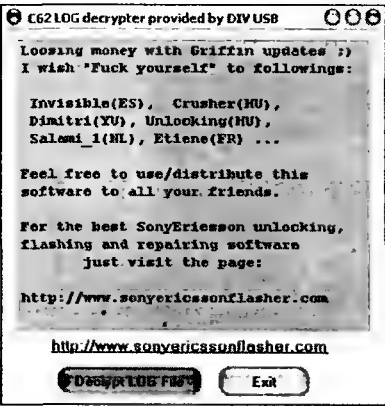 C62 LOG decrypter provided by DIV USB
Loosing money with Griffin updates ;)
I wish "Fuck yourself" to followings:
Invisible(ES), Crusher(HU),
Dimitri(YU), Unlocking(HU),
Salami_1(NL), Etiene(FR) ...
Feel free to use/distribute this
software to all your friends.
For the best SonyEricsson unlocking,
flashing and repairing software
just visit the page:
http://www.sonyericssonflasher.com
http://www.sonyericssonflasher.com
Decrypt LOG File
Exit